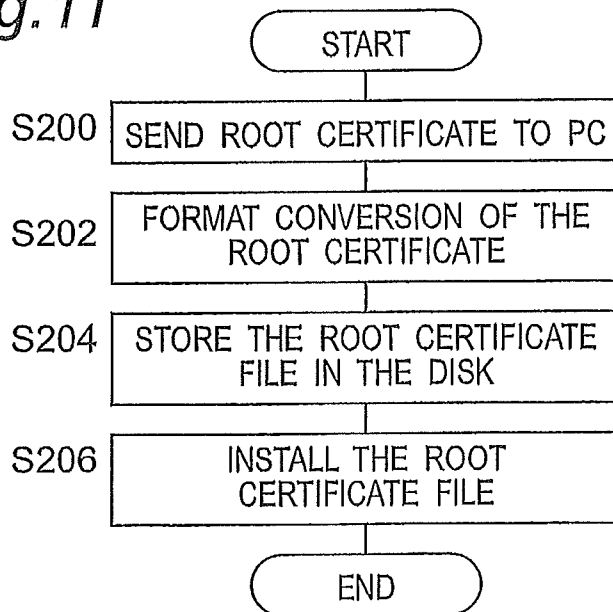 g. 11
START
S200 SEND ROOT CERTIFICATE TO PC
S202 FORMAT CONVERSION OF THE
ROOT CERTIFICATE
S204 STORE THE ROOT CERTIFICATE
FILE IN THE DISK
S206 INSTALL THE ROOT
CERTIFICATE FILE
END